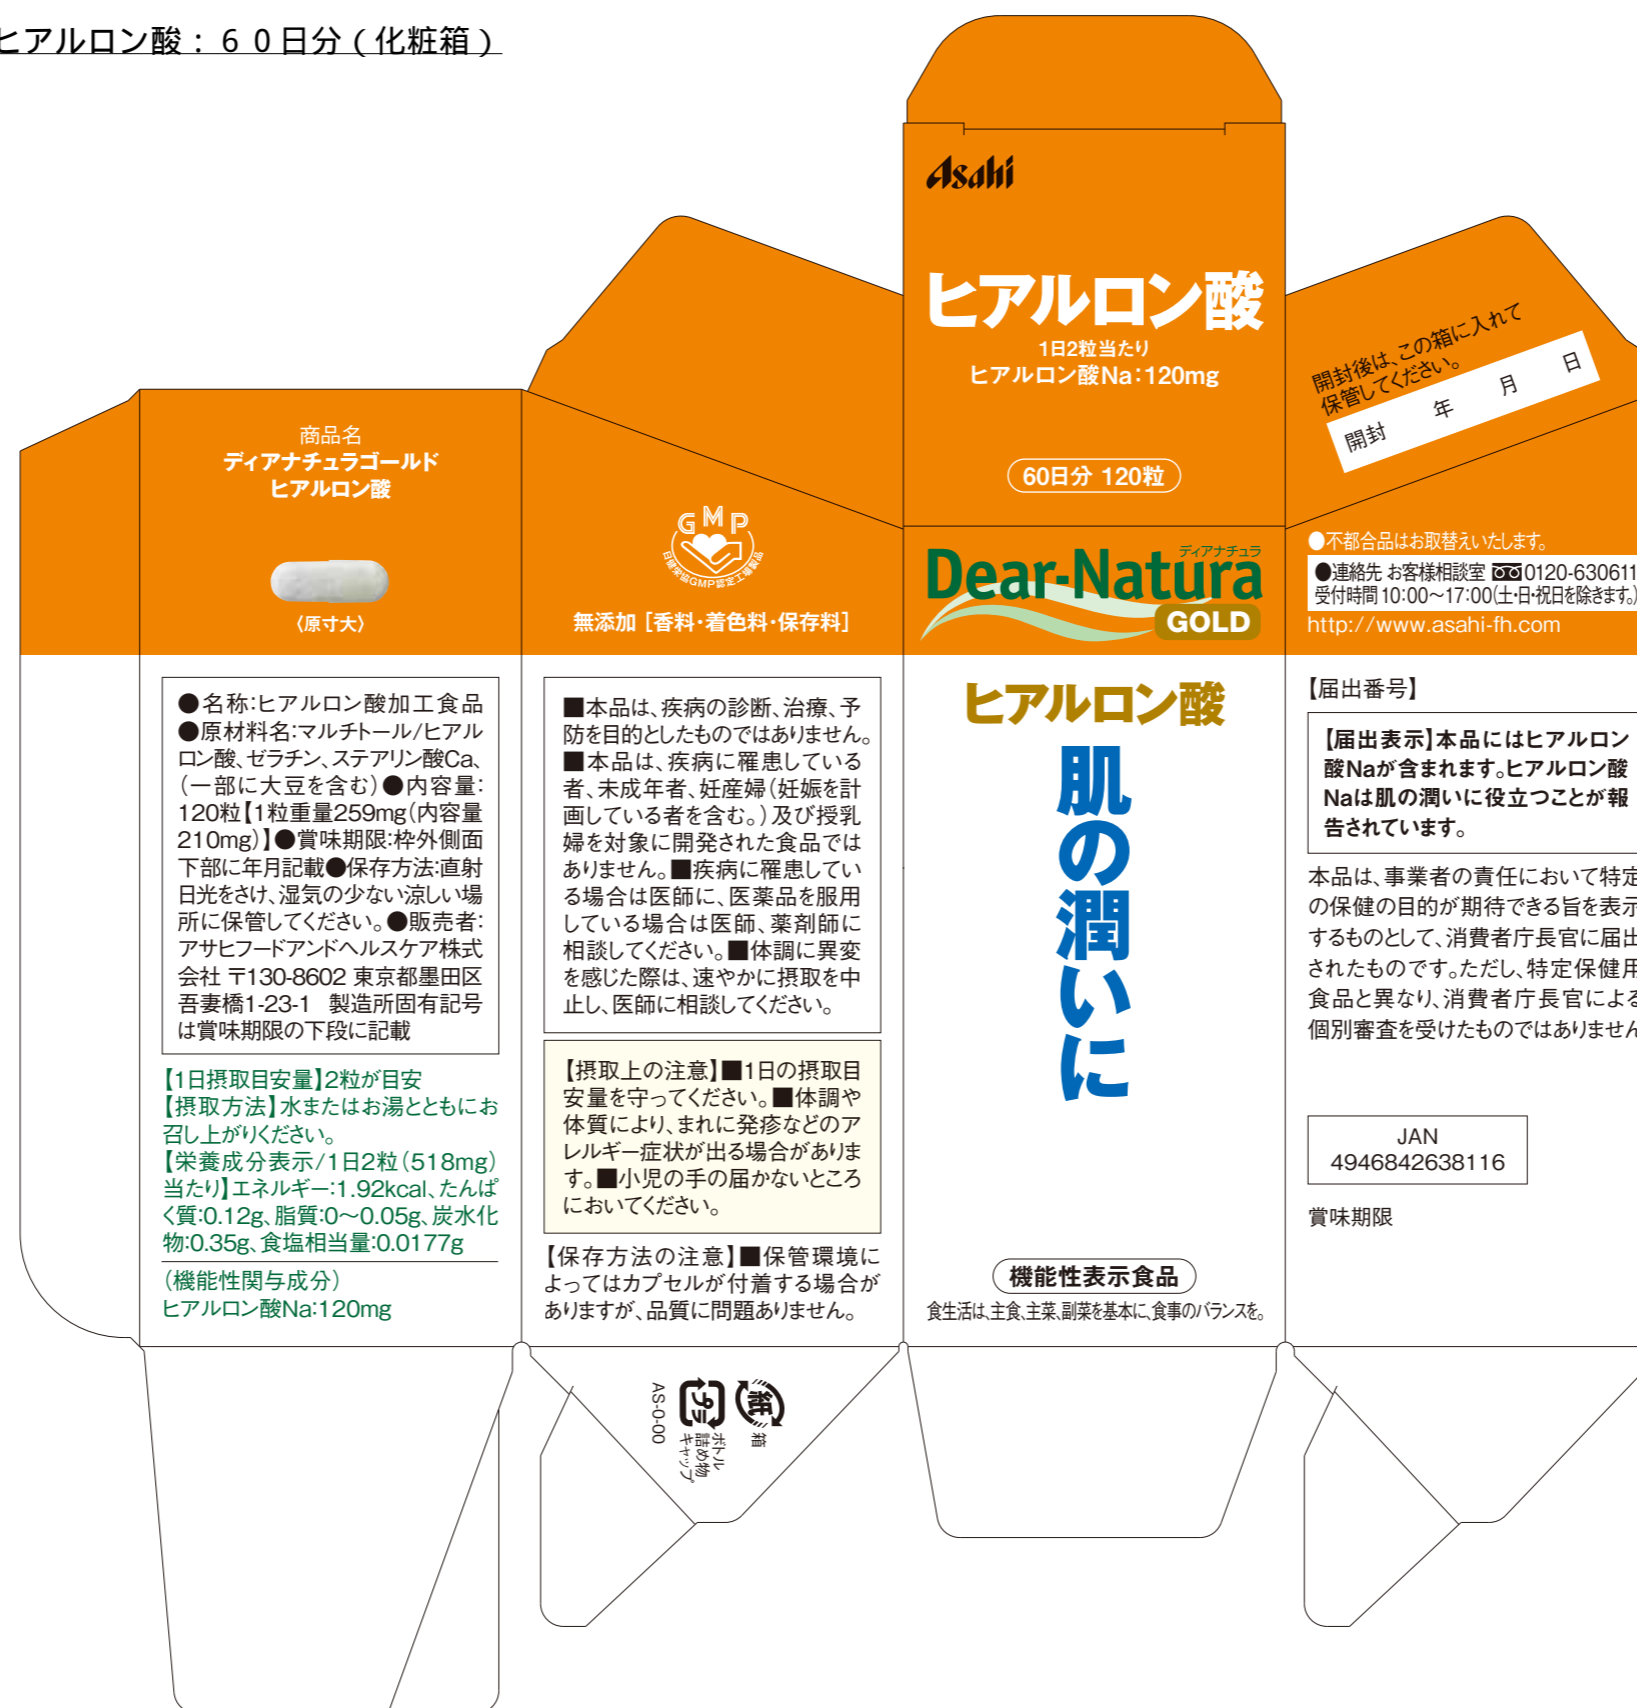 ヒアルロン酸：６０日分（化粧箱）
Asahi
ヒアルロン酸
1日2粒当たり
ヒアルロン酸Na：120mg
60日分 120粒
開封後は、この箱に入れて
保管してください。
開封 年 月 日
商品名
ディアナチュラゴールド
ヒアルロン酸
〈原寸大〉
●名称：ヒアルロン酸加工食品
●原材料名：マルチトール/ヒアル
ロン酸、ゼラチン、ステアリン酸Ca、
（一部に大豆を含む）●内容量：
120粒【1粒重量259mg（内容量
210mg）】●賞味期限：枠外側面
下部に年月記載●保存方法：直射
日光をさけ、湿気の少ない涼しい場
所に保管してください。●販売者：
アサヒフードアンドヘルスケア株式
会社 〒130-8602 東京都墨田区
吾妻橋1-23-1 製造所固有記号
は賞味期限の下段に記載
【1日摂取目安量】2粒が目安
【摂取方法】水またはお湯とともにお
召し上がりください。
【栄養成分表示/1日2粒（518mg）
当たり】エネルギー：1.92kcal、たんぱ
く質：0.12g、脂質：0～0.05g、炭水化
物：0.35g、食塩相当量：0.0177g
（機能性関与成分）
ヒアルロン酸Na：120mg
GMP
日健栄協GMP認定工場製品
無添加［香料・着色料・保存料］
■本品は、疾病の診断、治療、予
防を目的としたものではありません。
■本品は、疾病に罹患している
者、未成年者、妊産婦（妊娠を計
画している者を含む。）及び授乳
婦を対象に開発された食品では
ありません。■疾病に罹患してい
る場合は医師に、医薬品を服用
している場合は医師、薬剤師に
相談してください。■体調に異変
を感じた際は、速やかに摂取を中
止し、医師に相談してください。
【摂取上の注意】■1日の摂取目
安量を守ってください。■体調や
体質により、まれに発疹などのア
レルギー症状が出る場合がありま
す。■小児の手の届かないところ
においてください。
【保存方法の注意】■保管環境に
よってはカプセルが付着する場合が
ありますが、品質に問題ありません。
紙
箱
プラ
ボトル
詰め物
キャップ
AS-0-00
ディアナチュラ
Dear-Natura
GOLD
ヒアルロン酸
肌の潤いに
機能性表示食品
食生活は、主食、主菜、副菜を基本に、食事のバランスを。
●不都合品はお取替えいたします。
●連絡先 お客様相談室 0120-630611
受付時間 10：00～17：00（土・日・祝日を除きます。）
http://www.asahi-fh.com
【届出番号】
【届出表示】本品にはヒアルロン
酸Naが含まれます。ヒアルロン酸
Naは肌の潤いに役立つことが報
告されています。
本品は、事業者の責任において特定
の保健の目的が期待できる旨を表示
するものとして、消費者庁長官に届出
されたものです。ただし、特定保健用
食品と異なり、消費者庁長官による
個別審査を受けたものではありません
JAN
4946842638116
賞味期限